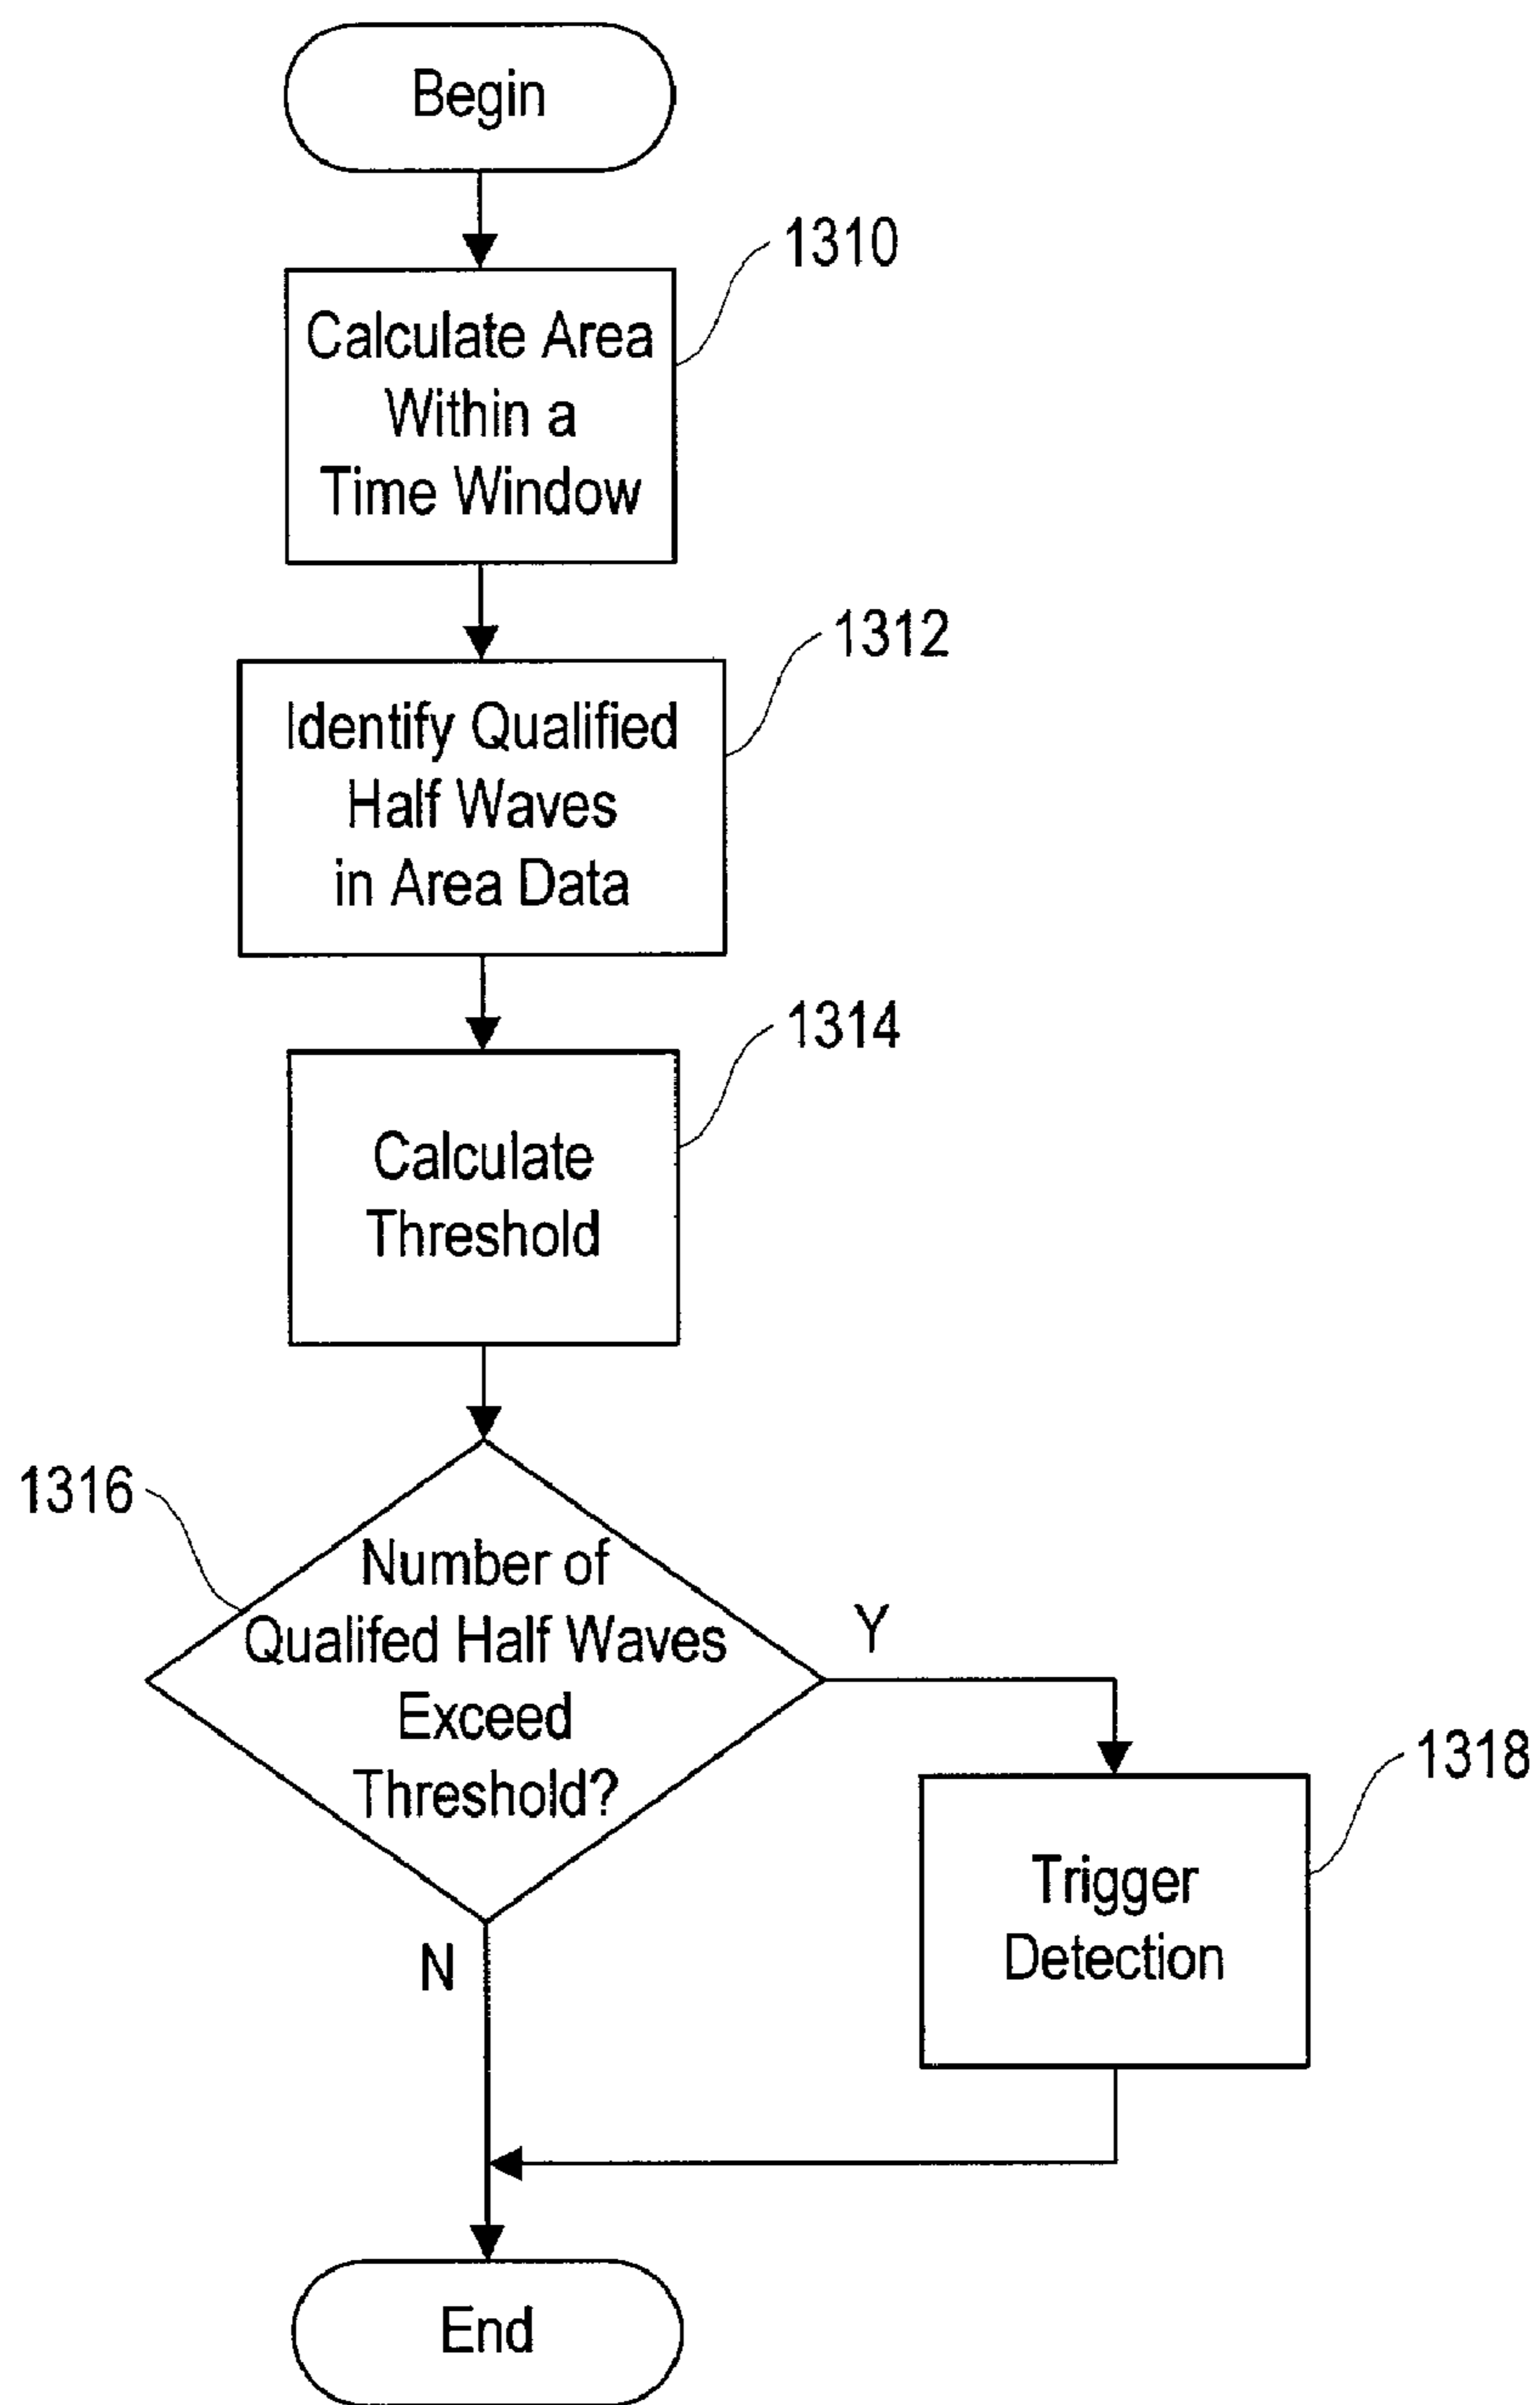 Begin
1310
Calculate Area
Within a
Time Window
1312
Identify Qualified
Half Waves
in Area Data
1314
Calculate
Threshold
1316
Number of
Qualifed Half Waves
Exceed
Threshold?
Y
1318
Trigger
Detection
N
End